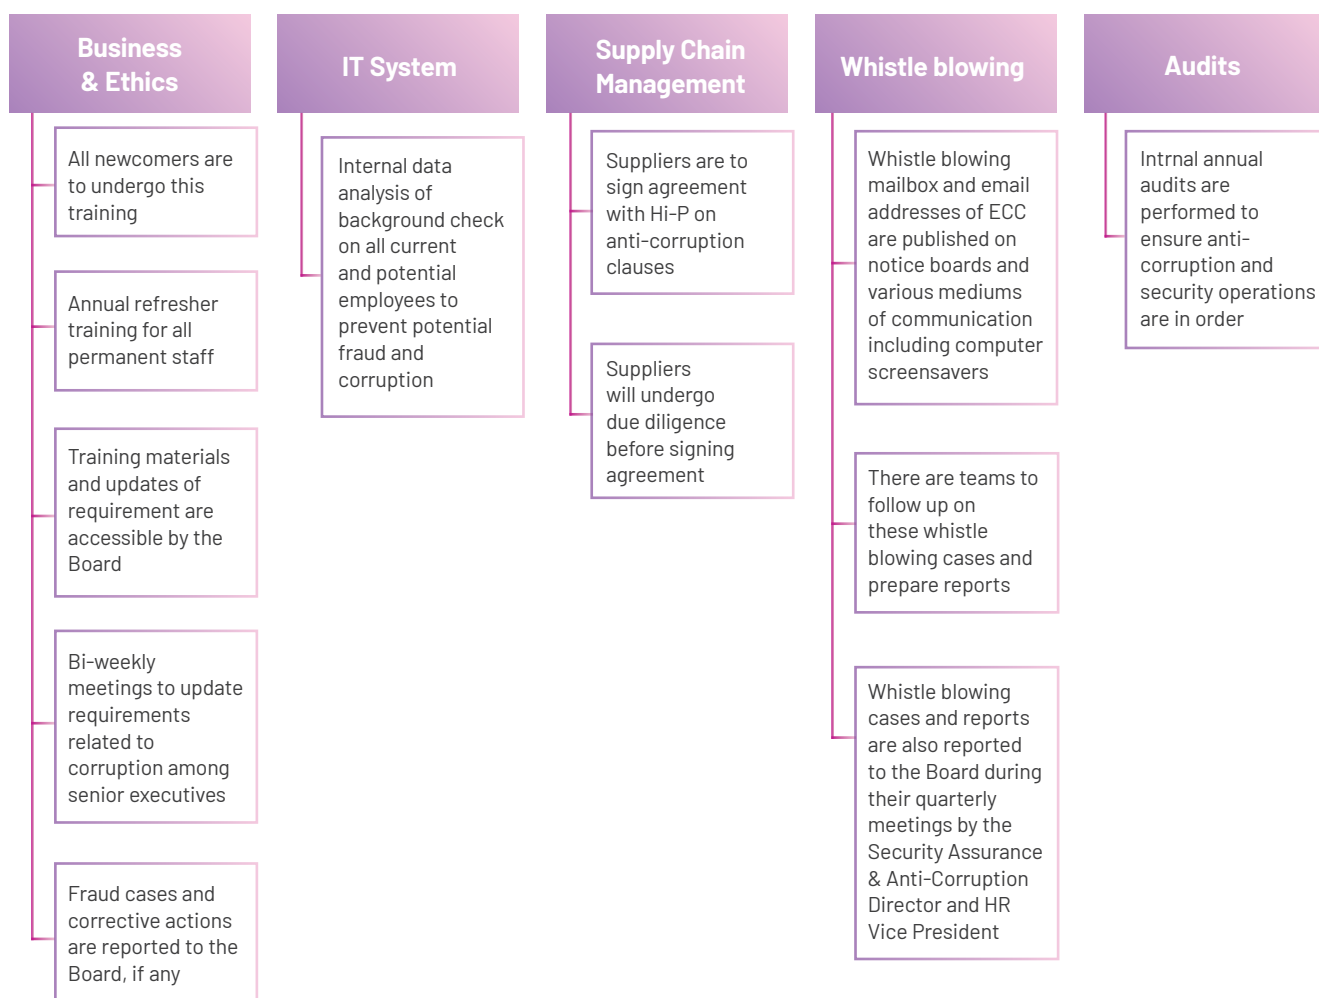 Business
& Ethics
All newcomers are
to undergo this
training
Annual refresher
training for all
permanent staff
Training materials
and updates of
requirement are
accessible by the
Board
Bi-weekly
meetings to update
requirements
related to
corruption among
senior executives
Fraud cases and
corrective actions
are reported to the
Board, if any
IT System
Internal data
analysis of
background check
on all current
and potential
employees to
prevent potential
fraud and
corruption
Supply Chain
Management
Suppliers are to
sign agreement
with Hi-P on
anti-corruption
clauses
Suppliers
will undergo
due diligence
before signing
agreement
Whistle blowing
Whistle blowing
mailbox and email
addresses of ECC
are published on
notice boards and
various mediums
of communication
including computer
screensavers
There are teams to
follow up on
these whistle
blowing cases and
prepare reports
Whistle blowing
cases and reports
are also reported
to the Board during
their quarterly
meetings by the
Security Assurance
& Anti-Corruption
Director and HR
Vice President
Audits
Intrnal annual
audits are
performed to
ensure anti-
corruption and
security operations
are in order